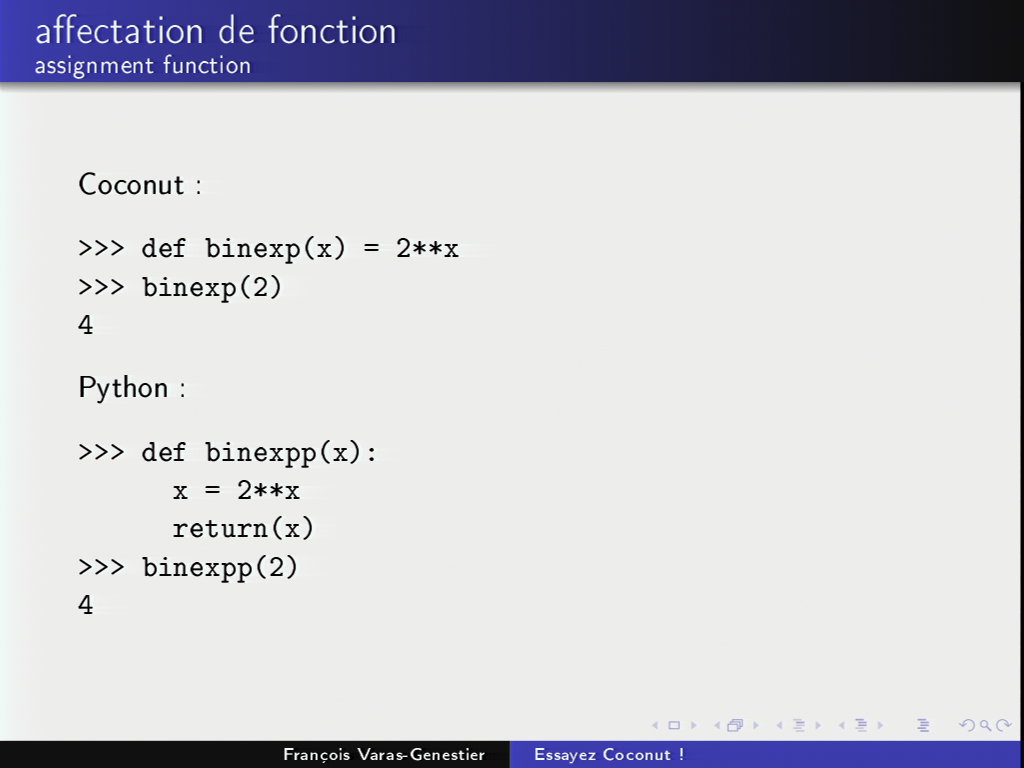 affectation de fonction
assignment function
Coconut :
>>> def binexp(x) = 2**x
>>> binexp(2)
4
Python :
>>> def binexpp(x):
x = 2**x
return(x)
>>> binexpp(2)
4
François Varas-Genestier
Essayez Coconut !